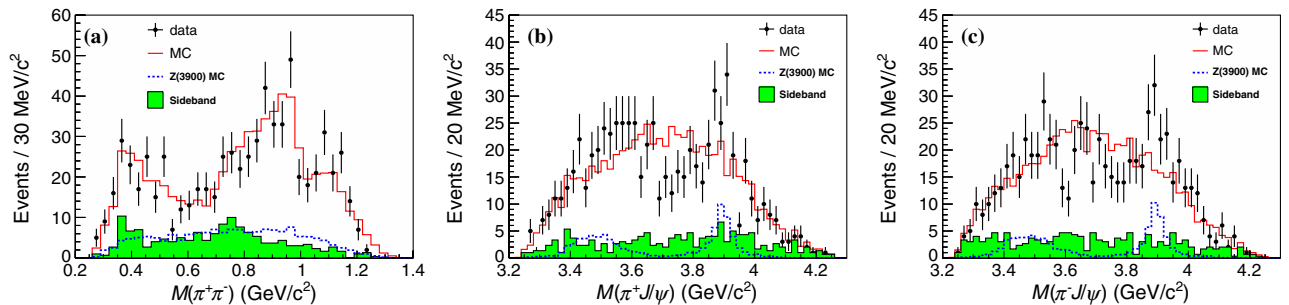 (a)
data
MC
Z(3900) MC
Sideband
Events / 30 MeV/c²
60
50
40
30
20
10
0
0.2 0.4 0.6 0.8 1 1.2 1.4
M(π⁺π⁻) (GeV/c²)
(b)
data
MC
Z(3900) MC
Sideband
Events / 20 MeV/c²
45
40
35
30
25
20
15
10
5
0
3.2 3.4 3.6 3.8 4 4.2
M(π⁺J/ψ) (GeV/c²)
(c)
data
MC
Z(3900) MC
Sideband
Events / 20 MeV/c²
45
40
35
30
25
20
15
10
5
0
3.2 3.4 3.6 3.8 4 4.2
M(π⁻J/ψ) (GeV/c²)